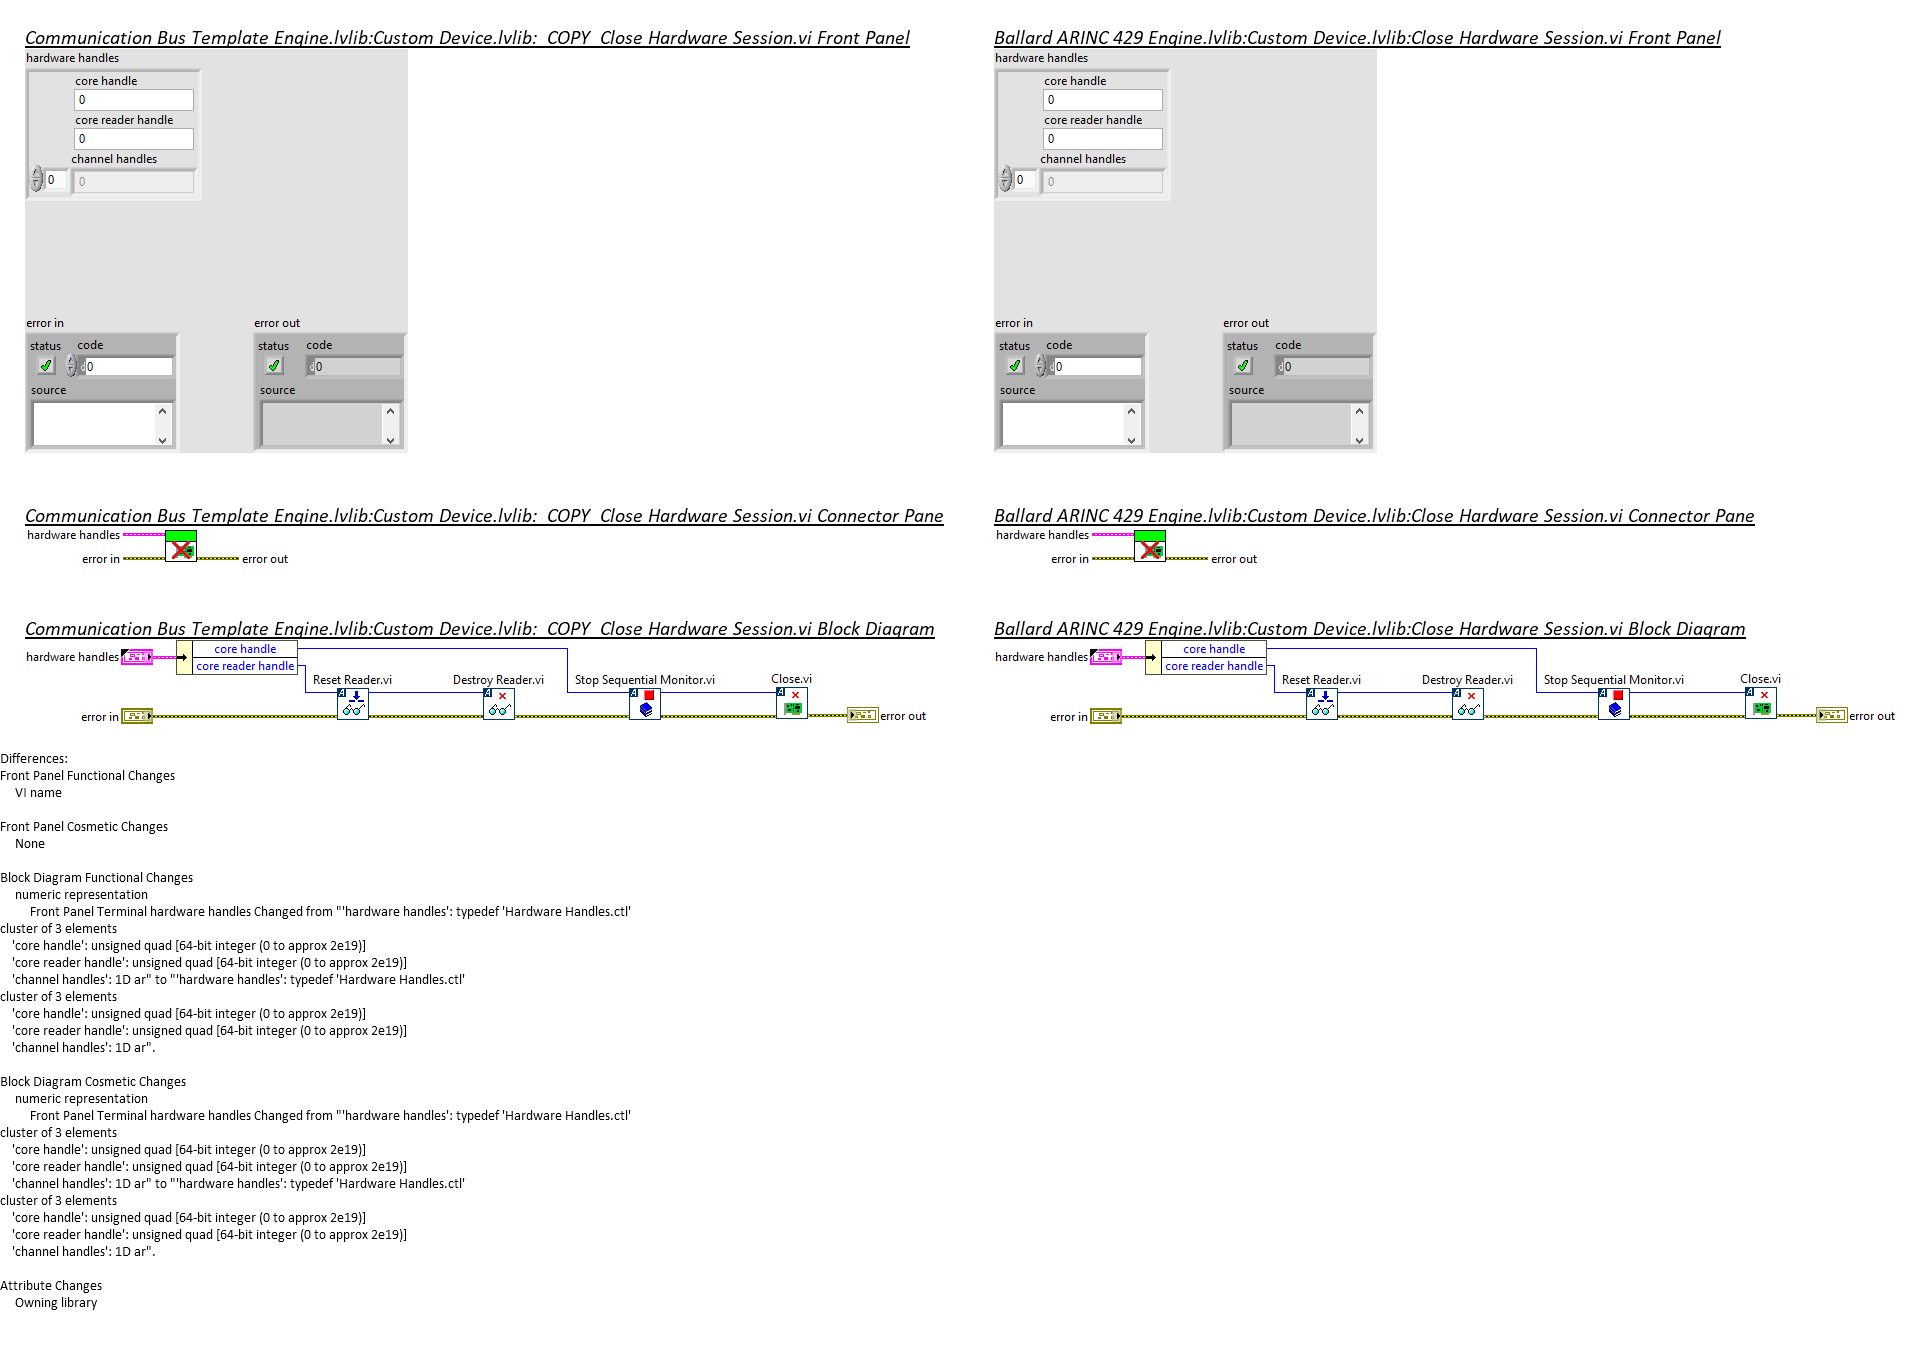 Communication Bus Template Engine.lvlib:Custom Device.lvlib:  COPY  Close Hardware Session.vi Front Panel
hardware handles
core handle
0
core reader handle
0
channel handles
0
0
error in
status
code
d0
source
error out
status
code
d0
source
Ballard ARINC 429 Engine.lvlib:Custom Device.lvlib:Close Hardware Session.vi Front Panel
hardware handles
core handle
0
core reader handle
0
channel handles
0
0
error in
status
code
d0
source
error out
status
code
d0
source
Communication Bus Template Engine.lvlib:Custom Device.lvlib:  COPY  Close Hardware Session.vi Connector Pane
hardware handles
error in
error out
Ballard ARINC 429 Engine.lvlib:Custom Device.lvlib:Close Hardware Session.vi Connector Pane
hardware handles
error in
error out
Communication Bus Template Engine.lvlib:Custom Device.lvlib:  COPY  Close Hardware Session.vi Block Diagram
hardware handles
core handle
core reader handle
Reset Reader.vi
Destroy Reader.vi
Stop Sequential Monitor.vi
Close.vi
error in
error out
Ballard ARINC 429 Engine.lvlib:Custom Device.lvlib:Close Hardware Session.vi Block Diagram
hardware handles
core handle
core reader handle
Reset Reader.vi
Destroy Reader.vi
Stop Sequential Monitor.vi
Close.vi
error in
error out
Differences:
Front Panel Functional Changes
VI name
Front Panel Cosmetic Changes
None
Block Diagram Functional Changes
numeric representation
Front Panel Terminal hardware handles Changed from "'hardware handles': typedef 'Hardware Handles.ctl'
cluster of 3 elements
'core handle': unsigned quad [64-bit integer (0 to approx 2e19)]
'core reader handle': unsigned quad [64-bit integer (0 to approx 2e19)]
'channel handles': 1D ar" to "'hardware handles': typedef 'Hardware Handles.ctl'
cluster of 3 elements
'core handle': unsigned quad [64-bit integer (0 to approx 2e19)]
'core reader handle': unsigned quad [64-bit integer (0 to approx 2e19)]
'channel handles': 1D ar".
Block Diagram Cosmetic Changes
numeric representation
Front Panel Terminal hardware handles Changed from "'hardware handles': typedef 'Hardware Handles.ctl'
cluster of 3 elements
'core handle': unsigned quad [64-bit integer (0 to approx 2e19)]
'core reader handle': unsigned quad [64-bit integer (0 to approx 2e19)]
'channel handles': 1D ar" to "'hardware handles': typedef 'Hardware Handles.ctl'
cluster of 3 elements
'core handle': unsigned quad [64-bit integer (0 to approx 2e19)]
'core reader handle': unsigned quad [64-bit integer (0 to approx 2e19)]
'channel handles': 1D ar".
Attribute Changes
Owning library